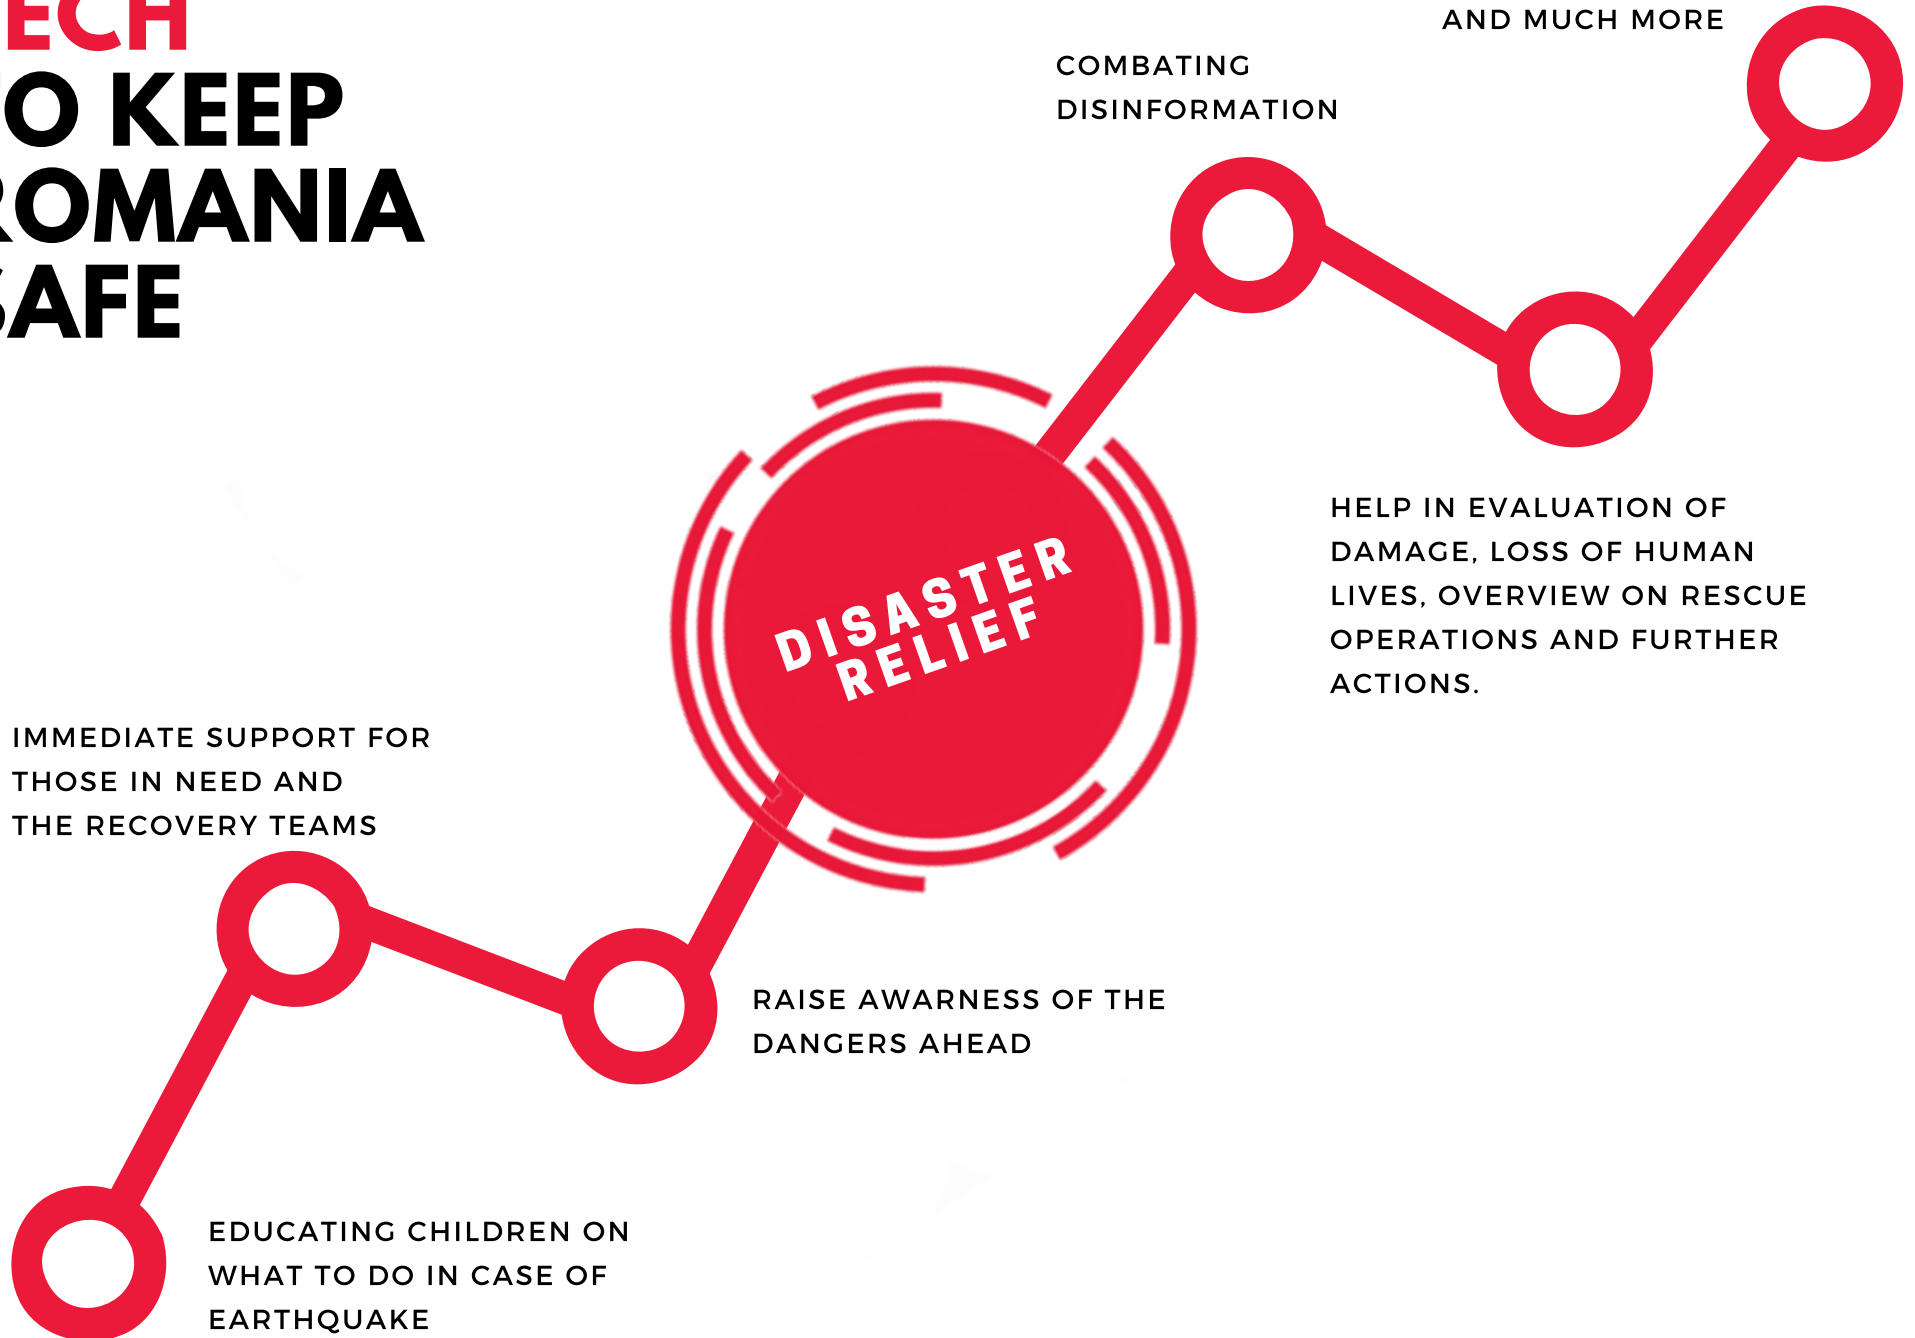 ECH
O KEEP
ROMANIA
SAFE
AND MUCH MORE
COMBATING
DISINFORMATION
DISASTER
RELIEF
HELP IN EVALUATION OF
DAMAGE, LOSS OF HUMAN
LIVES, OVERVIEW ON RESCUE
OPERATIONS AND FURTHER
ACTIONS.
IMMEDIATE SUPPORT FOR
THOSE IN NEED AND
THE RECOVERY TEAMS
RAISE AWARNESS OF THE
DANGERS AHEAD
EDUCATING CHILDREN ON
WHAT TO DO IN CASE OF
EARTHQUAKE